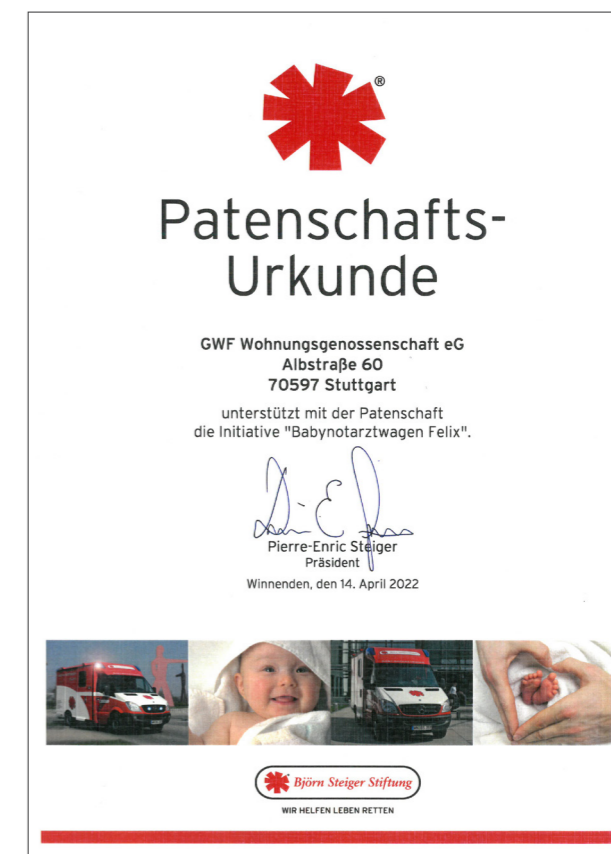 ®
Patenschafts-
Urkunde
GWF Wohnungsgenossenschaft eG
Albstraße 60
70597 Stuttgart
unterstützt mit der Patenschaft
die Initiative "Babynotarztwagen Felix".
Pierre-Enric Steiger
Präsident
Winnenden, den 14. April 2022
Björn Steiger Stiftung
WIR HELFEN LEBEN RETTEN